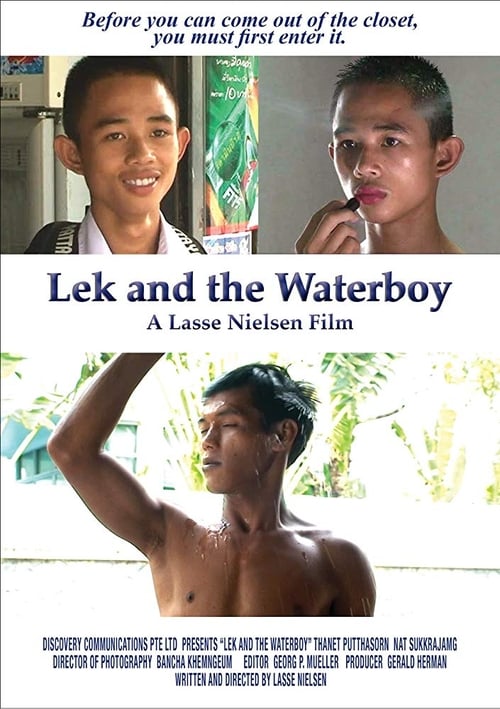 Before you can come out of the closet,
you must first enter it.
10
Lek and the Waterboy
A Lasse Nielsen Film
DISCOVERY COMMUNICATIONS PTE LTD PRESENTS "LEK AND THE WATERBOY" THANET PUTTHASORN NAT SUKKRAJAMG
DIRECTOR OF PHOTOGRAPHY BANCHA KHEMNGEUM EDITOR GEORG P. MUELLER PRODUCER GERALD HERMAN
WRITTEN AND DIRECTED BY LASSE NIELSEN